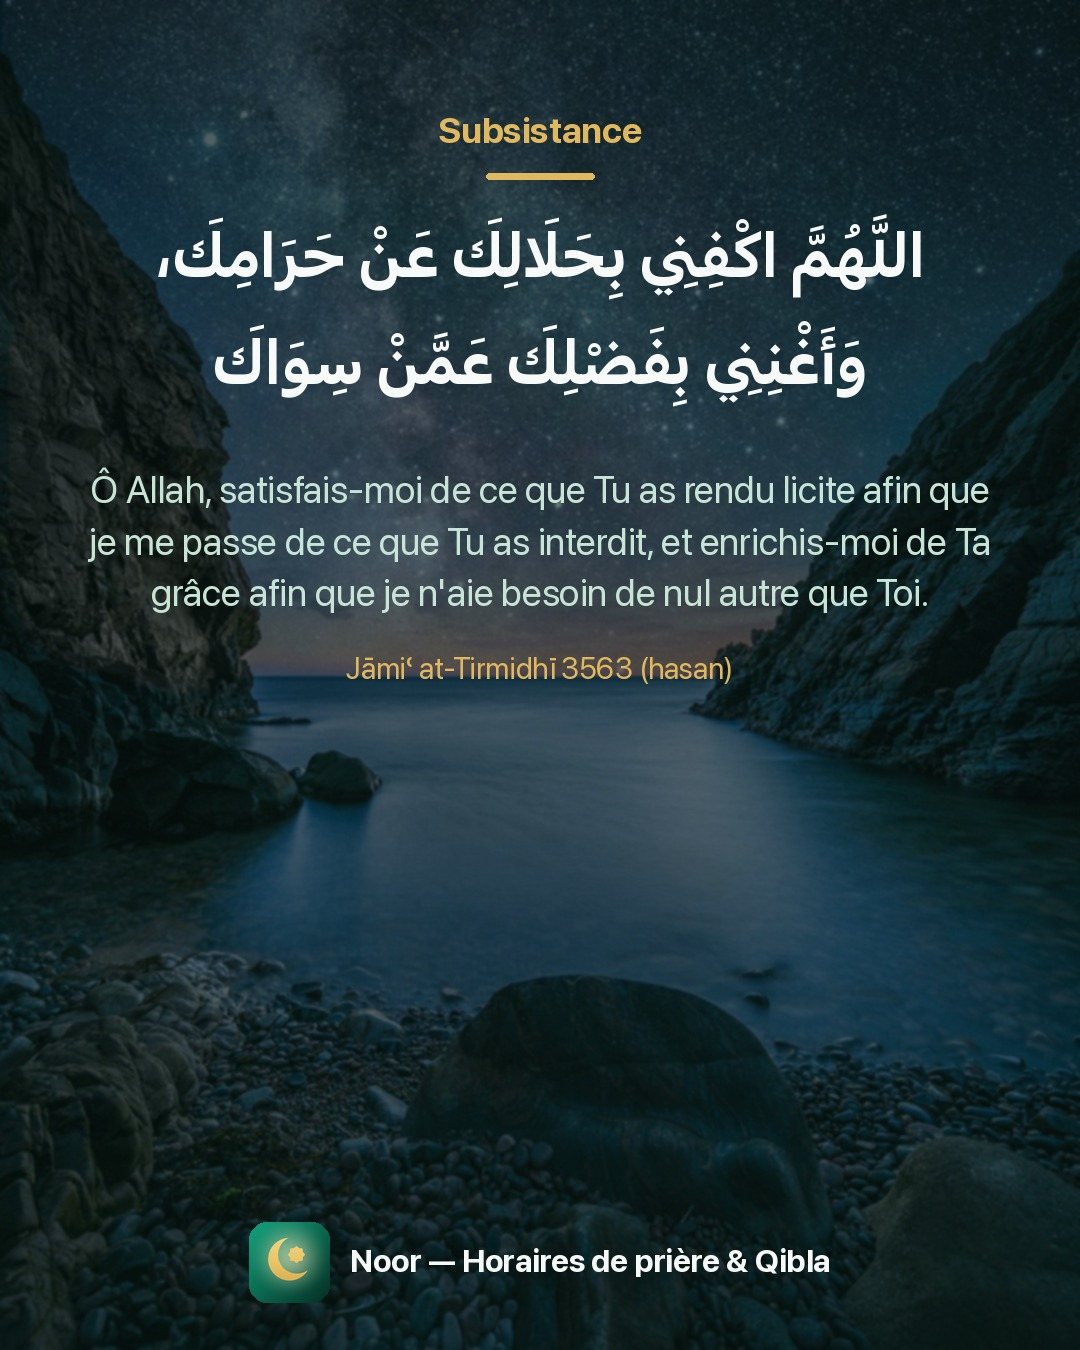 Subsistance
اللَّهُمَّ اكْفِنِي بِحَلَالِكَ عَنْ حَرَامِكَ،
وَأَغْنِنِي بِفَضْلِكَ عَمَّنْ سِوَاكَ
Ô Allah, satisfais-moi de ce que Tu as rendu licite afin que
je me passe de ce que Tu as interdit, et enrichis-moi de Ta
grâce afin que je n'aie besoin de nul autre que Toi.
Jāmiʿ at-Tirmidhī 3563 (hasan)
Noor — Horaires de prière & Qibla